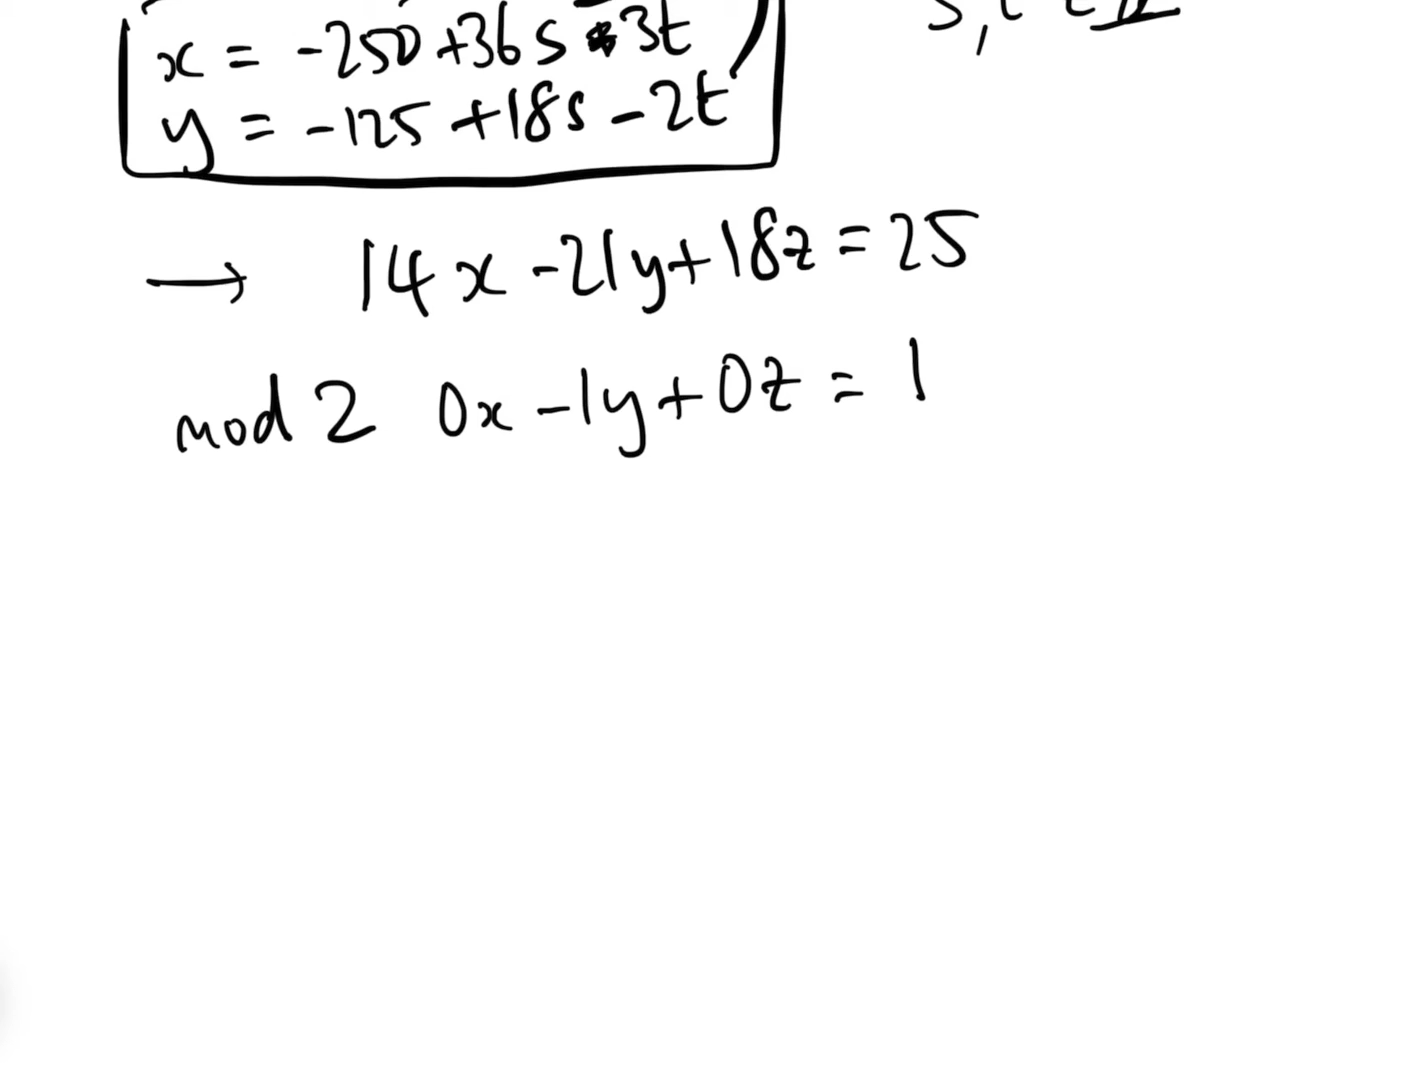 s, t ∈ ℤ
x = -250 + 36s - 3t
y = -125 + 18s - 2t
→ 14x - 21y + 18z = 25
mod 2 0x - 1y + 0z = 1